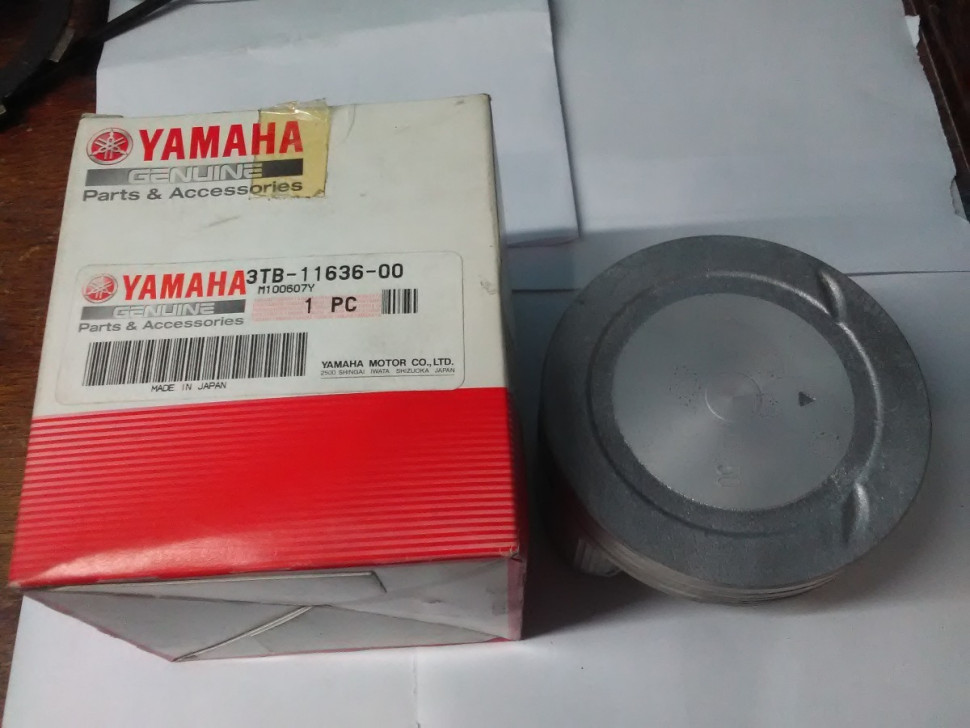 YAMAHA
GENUINE
Parts & Accessories
YAMAHA 3TB-11636-00
GENUINE M100607Y
Parts & Accessories 1 PC
YAMAHA MOTOR CO., LTD.
2500 SHINGAI IWATA SHIZUOKA JAPAN
MADE IN JAPAN